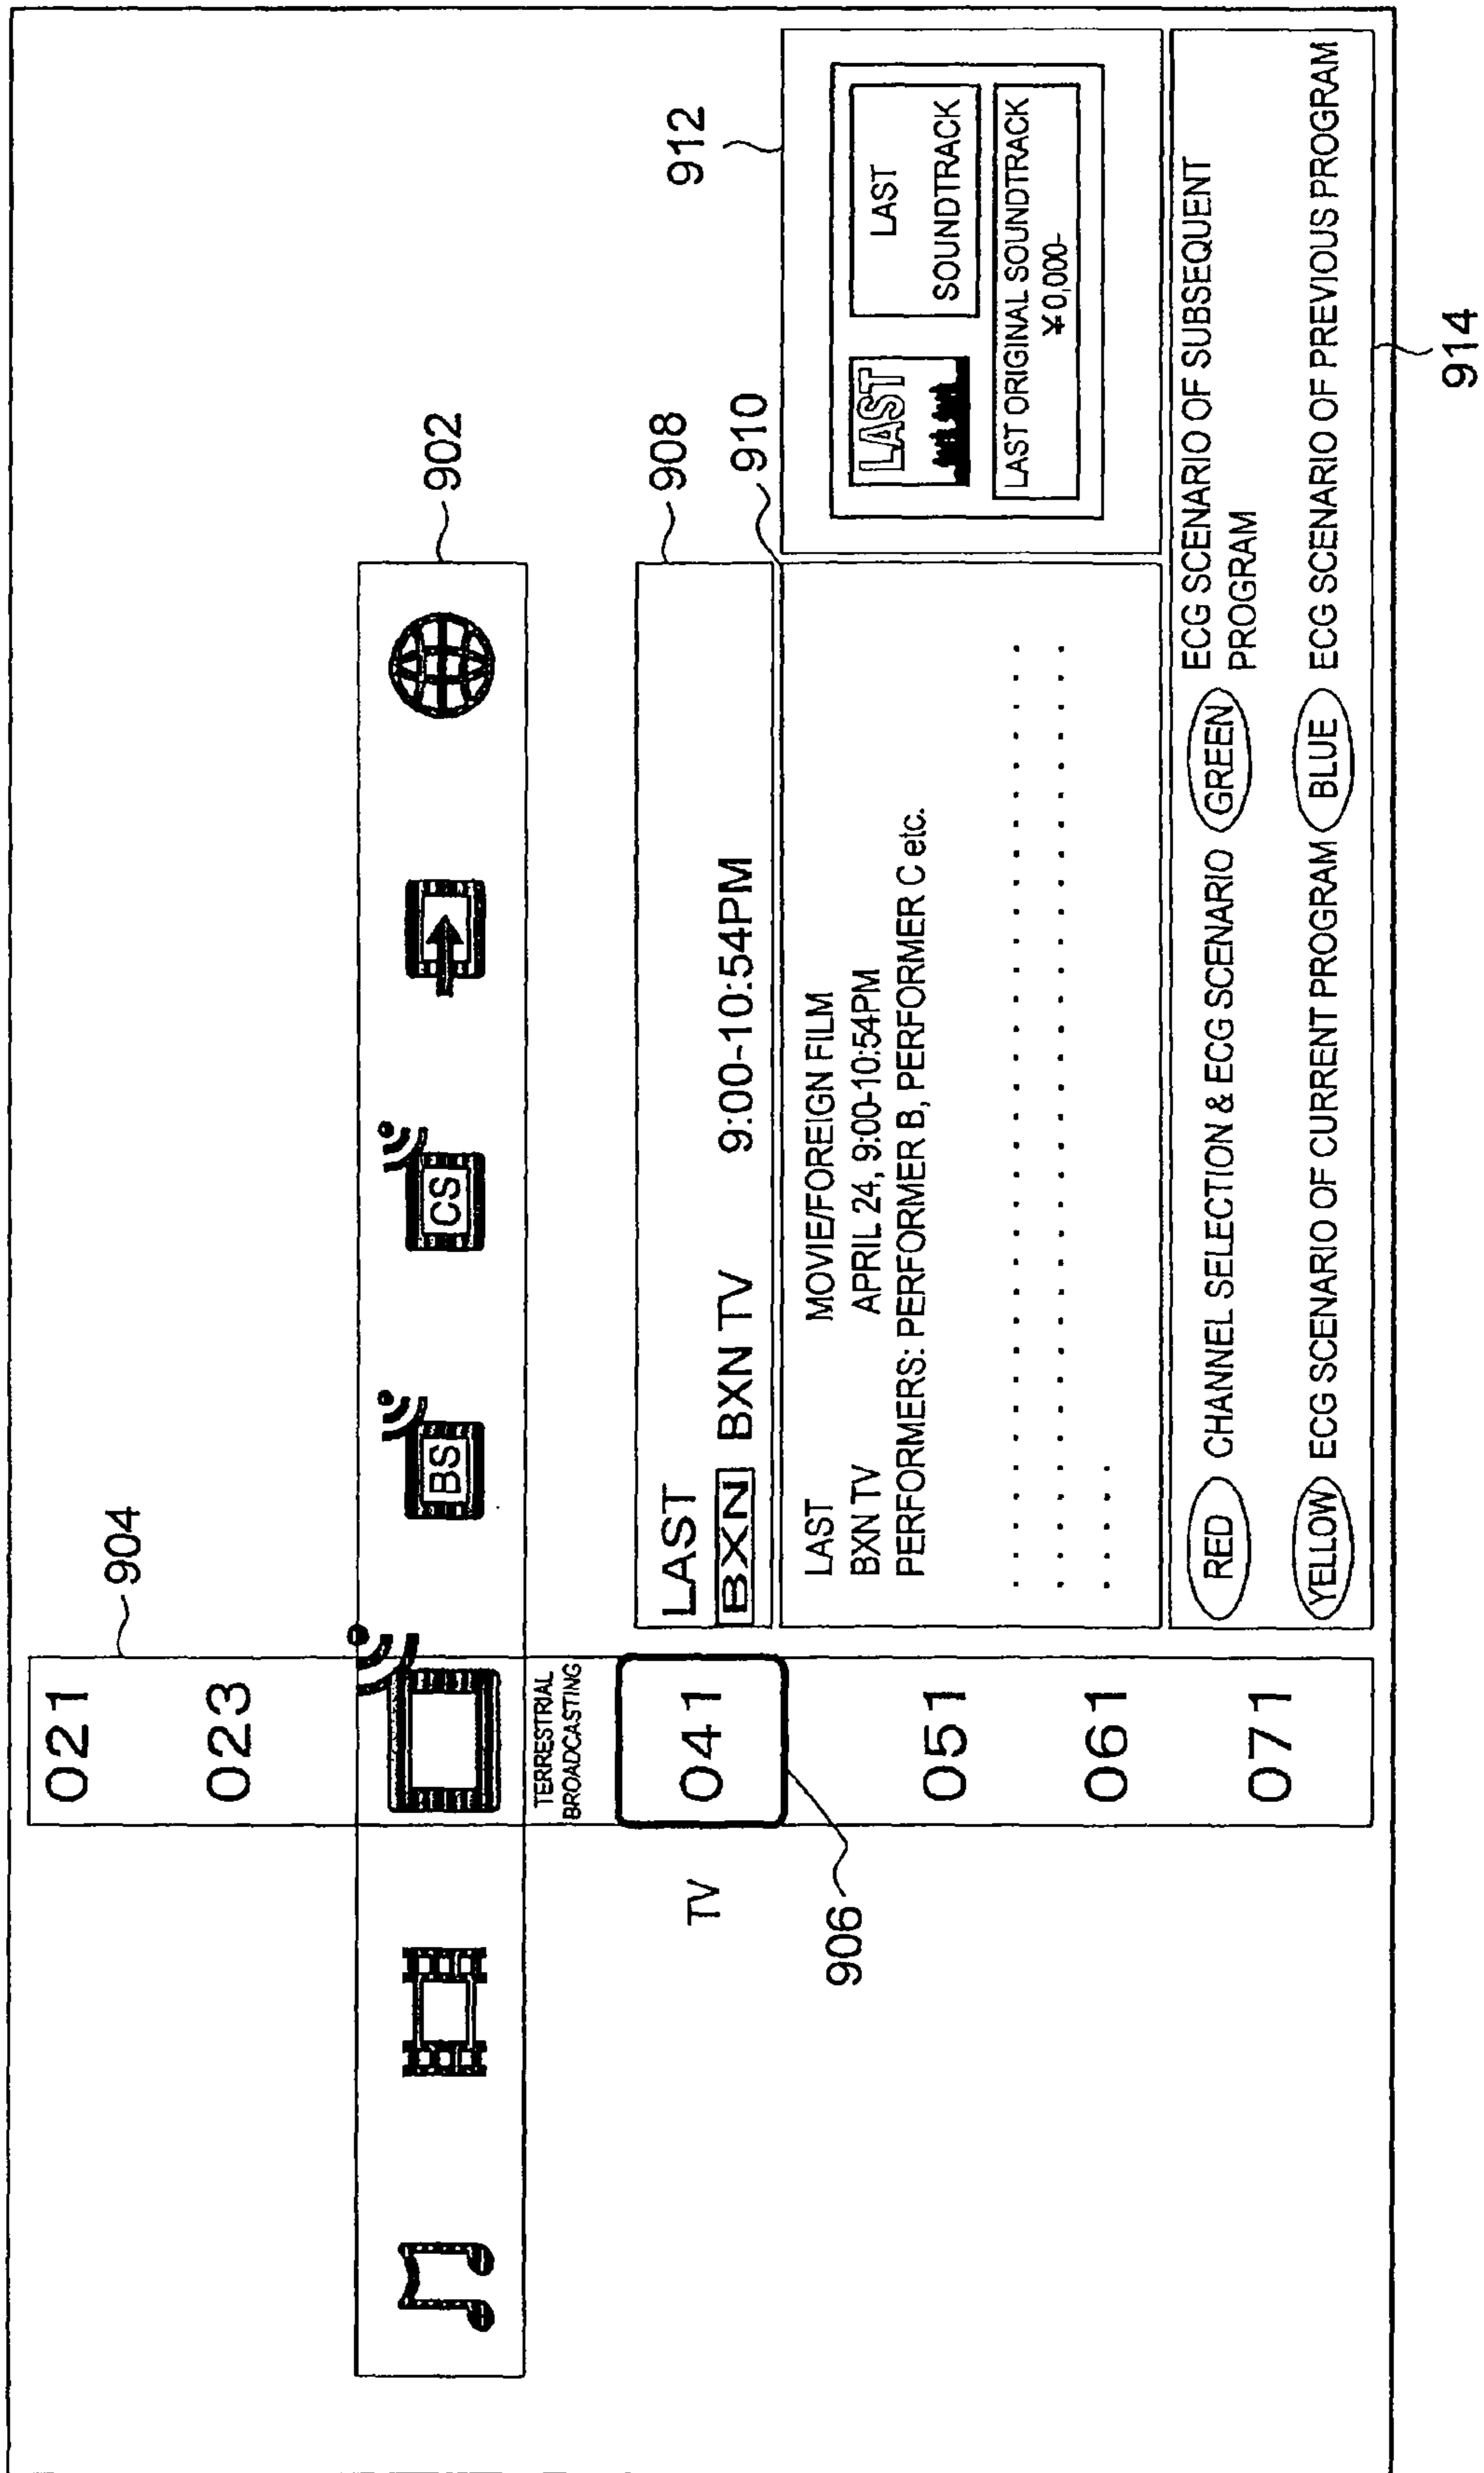 904
021
023
902
BS
CS
TERRESTRIAL
BROADCASTING
TV
041
906
051
061
071
908
LAST
BXN BXN TV 9:00-10:54PM
910
LAST MOVIE/FOREIGN FILM
BXN TV APRIL 24, 9:00-10:54PM
PERFORMERS: PERFORMER B, PERFORMER C etc.
912
LAST
LAST
SOUNDTRACK
LAST ORIGINAL SOUNDTRACK
¥0,000-
RED CHANNEL SELECTION & ECG SCENARIO
GREEN ECG SCENARIO OF SUBSEQUENT
PROGRAM
YELLOW ECG SCENARIO OF CURRENT PROGRAM
BLUE ECG SCENARIO OF PREVIOUS PROGRAM
914